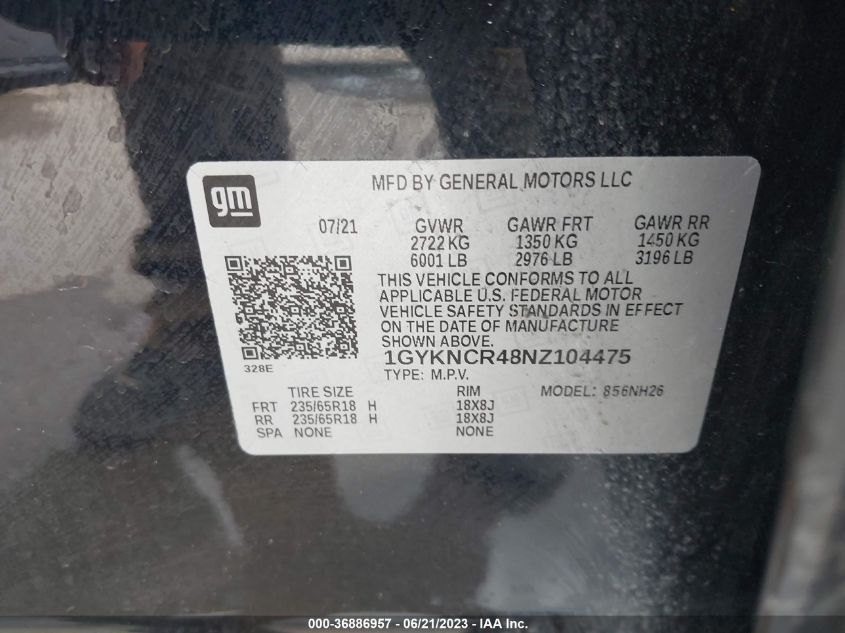 gm
MFD BY GENERAL MOTORS LLC
07/21 GVWR GAWR FRT GAWR RR
2722 KG 1350 KG 1450 KG
6001 LB 2976 LB 3196 LB
THIS VEHICLE CONFORMS TO ALL
APPLICABLE U.S. FEDERAL MOTOR
VEHICLE SAFETY STANDARDS IN EFFECT
ON THE DATE OF MANUFACTURE
SHOWN ABOVE.
328E
1GYKNCR48NZ104475
TYPE: M.P.V.
TIRE SIZE RIM MODEL: 856NH26
FRT 235/65R18 H 18X8J
RR 235/65R18 H 18X8J
SPA NONE NONE
000-36886957 - 06/21/2023 - IAA Inc.